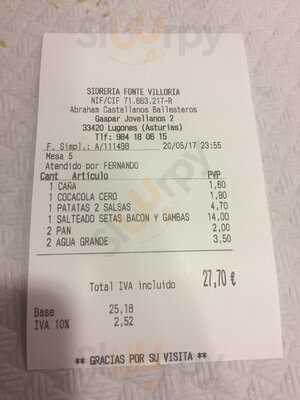 SIDRERIA FONTE VILLORIA
NIF/CIF 71.663.217-R
Abraham Castellanos Ballesteros
Gaspar Jovellanos 2
33420 Lugones (Asturias)
Tlf: 984 18 06 15
F. Simpl.: A/111498 20/05/17 23:55
Mesa 5
Atendido por FERNANDO
Cant Articulo PVP
1 CAÑA 1,60
1 COCACOLA CERO 1,90
1 PATATAS 2 SALSAS 4,70
1 SALTEADO SETAS BACON Y GAMBAS 14,00
2 PAN 2,00
2 AGUA GRANDE 3,50
Total IVA incluido 27,70 €
Base 25,18
IVA 10% 2,52
** GRACIAS POR SU VISITA **